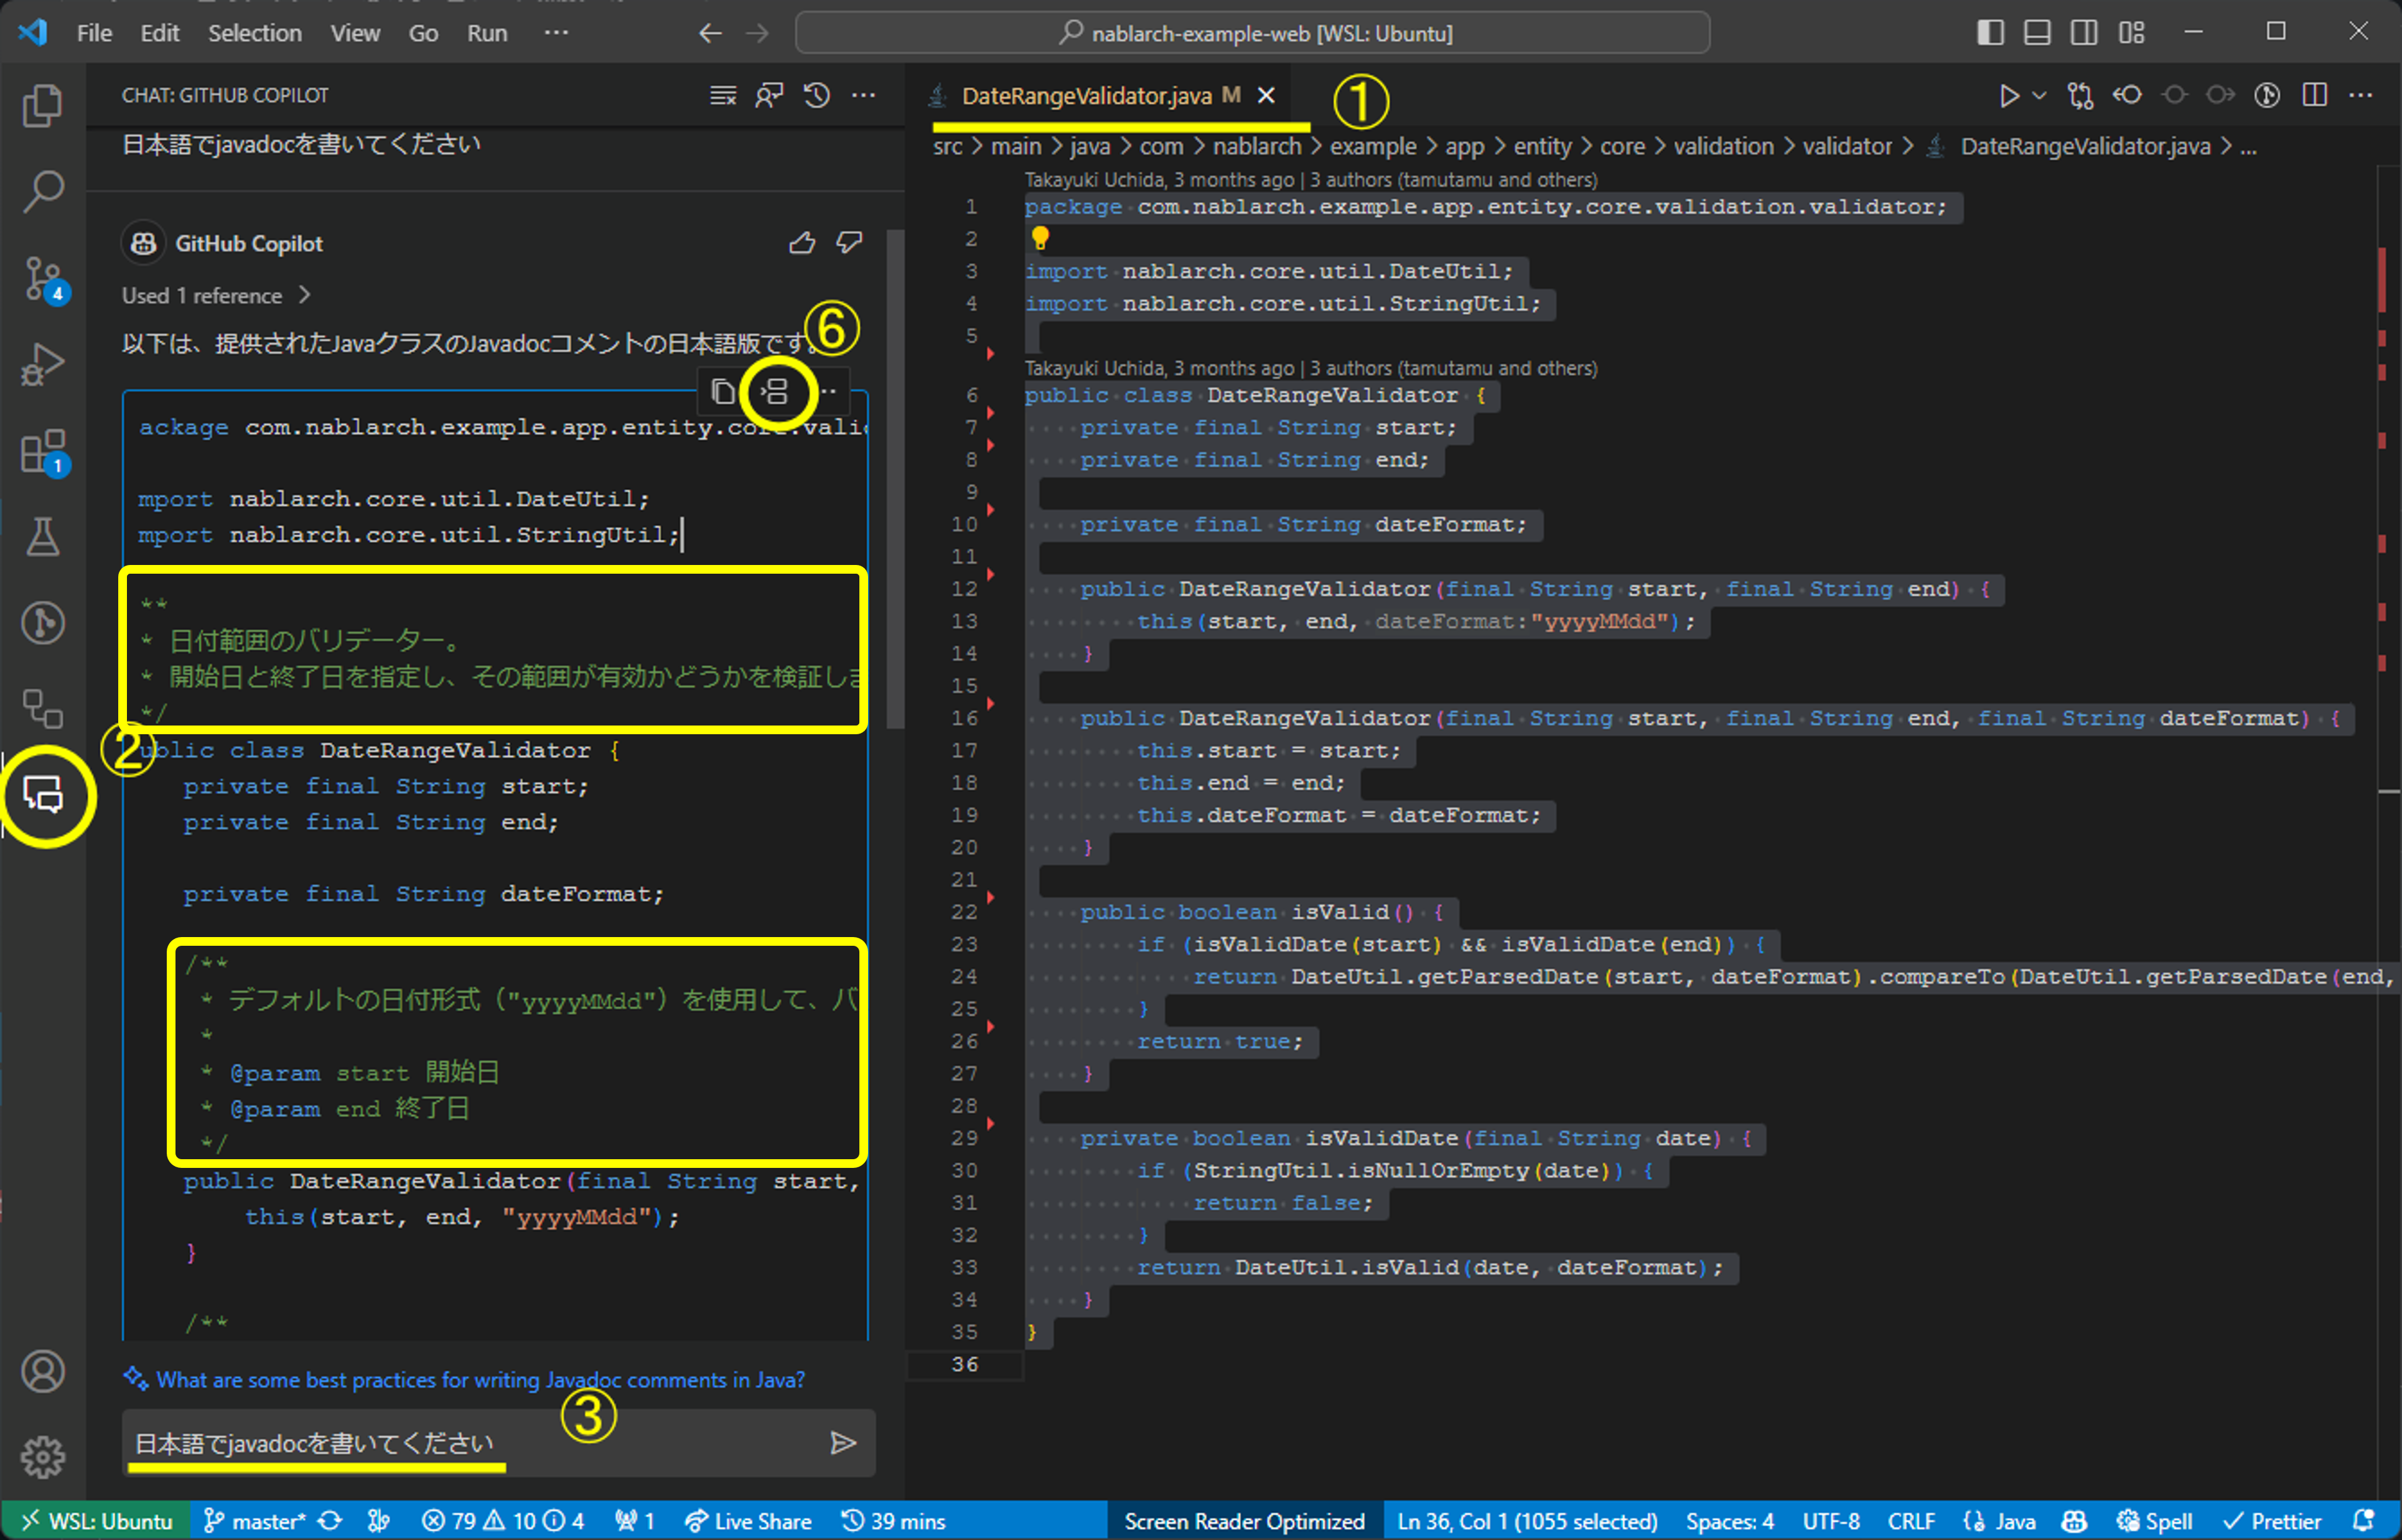 File Edit Selection View Go Run ···
nablarch-example-web [WSL: Ubuntu]
CHAT: GITHUB COPILOT
日本語でjavadocを書いてください
GitHub Copilot
Used 1 reference
以下は、提供されたJavaクラスのJavadocコメントの日本語版です。
⑥
ackage com.nablarch.example.app.entity.core.valid
mport nablarch.core.util.DateUtil;
mport nablarch.core.util.StringUtil;
**
* 日付範囲のバリデーター。
* 開始日と終了日を指定し、その範囲が有効かどうかを検証しま
*/
②
ublic class DateRangeValidator {
private final String start;
private final String end;
private final String dateFormat;
/**
* デフォルトの日付形式（"yyyyMMdd"）を使用して、バ
*
* @param start 開始日
* @param end 終了日
*/
public DateRangeValidator(final String start,
this(start, end, "yyyyMMdd");
}
/**
What are some best practices for writing Javadoc comments in Java?
③
日本語でjavadocを書いてください
4
1
DateRangeValidator.java M
①
src > main > java > com > nablarch > example > app > entity > core > validation > validator > DateRangeValidator.java > ...
Takayuki Uchida, 3 months ago | 3 authors (tamutamu and others)
1 package com.nablarch.example.app.entity.core.validation.validator;
2
3 import nablarch.core.util.DateUtil;
4 import nablarch.core.util.StringUtil;
5
Takayuki Uchida, 3 months ago | 3 authors (tamutamu and others)
6 public class DateRangeValidator {
7 private final String start;
8 private final String end;
9
10 private final String dateFormat;
11
12 public DateRangeValidator(final String start, final String end) {
13 this(start, end, dateFormat:"yyyyMMdd");
14 }
15
16 public DateRangeValidator(final String start, final String end, final String dateFormat) {
17 this.start = start;
18 this.end = end;
19 this.dateFormat = dateFormat;
20 }
21
22 public boolean isValid() {
23 if (isValidDate(start) && isValidDate(end)) {
24 return DateUtil.getParsedDate(start, dateFormat).compareTo(DateUtil.getParsedDate(end,
25 }
26 return true;
27 }
28
29 private boolean isValidDate(final String date) {
30 if (StringUtil.isNullOrEmpty(date)) {
31 return false;
32 }
33 return DateUtil.isValid(date, dateFormat);
34 }
35 }
36
WSL: Ubuntu master* 79 10 4 1 Live Share 39 mins Screen Reader Optimized Ln 36, Col 1 (1055 selected) Spaces: 4 UTF-8 CRLF Java Spell Prettier